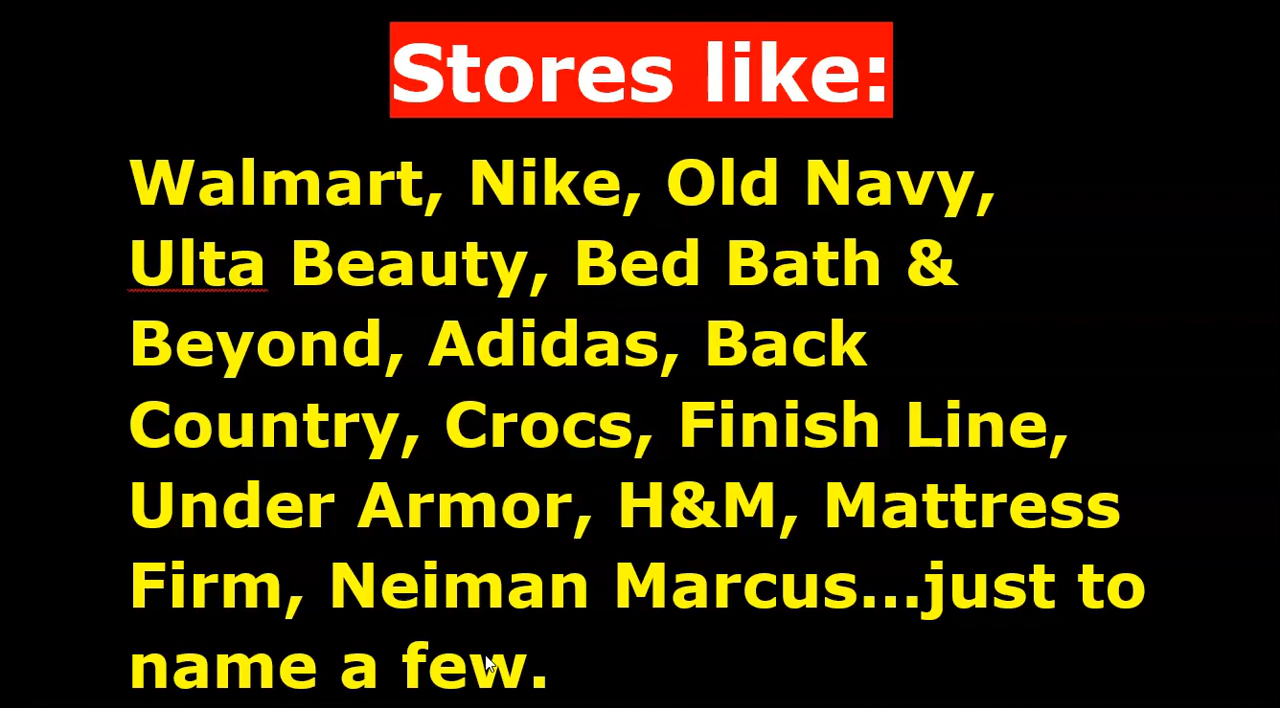 Stores like:
Walmart, Nike, Old Navy,
Ulta Beauty, Bed Bath &
Beyond, Adidas, Back
Country, Crocs, Finish Line,
Under Armor, H&M, Mattress
Firm, Neiman Marcus...just to
name a few.